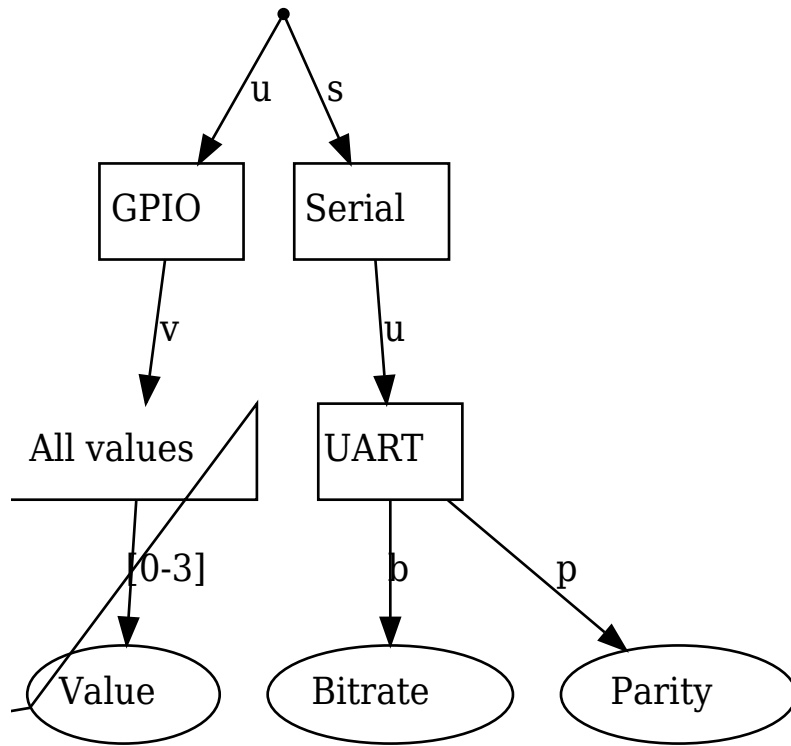 u
s
GPIO
Serial
v
u
All values
UART
[0-3]
b
p
Value
Bitrate
Parity